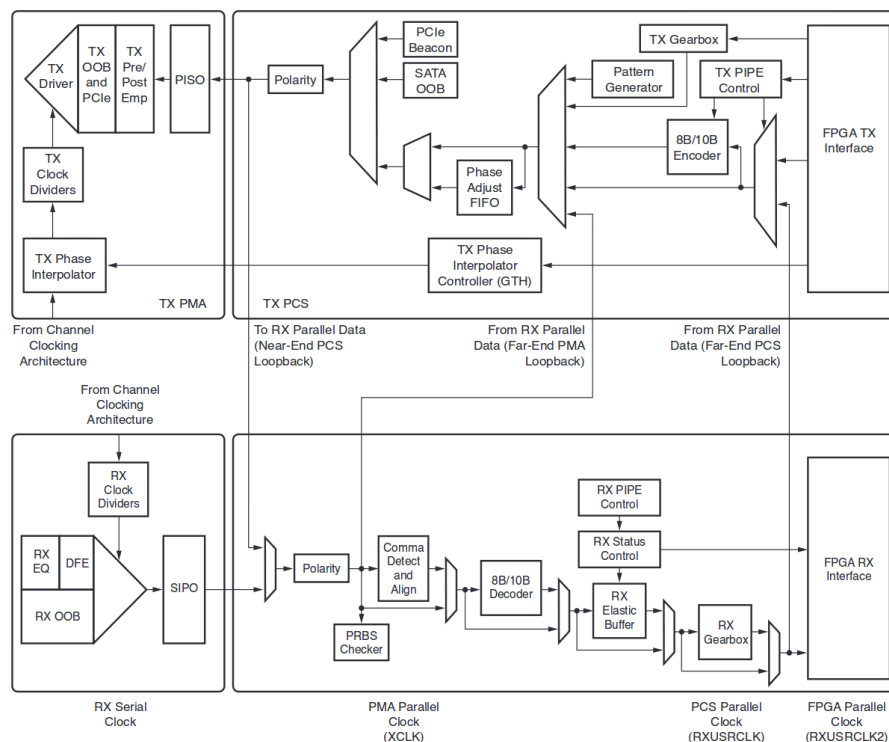 TX
Driver
TX
OOB
and
PCIe
TX
Pre/
Post
Emp
PISO
TX
Clock
Dividers
TX Phase
Interpolator
TX PMA
From Channel
Clocking
Architecture
Polarity
PCIe
Beacon
SATA
OOB
Phase
Adjust
FIFO
TX Gearbox
Pattern
Generator
TX PIPE
Control
8B/10B
Encoder
FPGA TX
Interface
TX Phase
Interpolator
Controller (GTH)
TX PCS
To RX Parallel Data
(Near-End PCS
Loopback)
From RX Parallel
Data (Far-End PMA
Loopback)
From RX Parallel
Data (Far-End PCS
Loopback)
From Channel
Clocking
Architecture
RX
Clock
Dividers
RX
EQ
DFE
RX OOB
SIPO
Polarity
PRBS
Checker
Comma
Detect
and
Align
8B/10B
Decoder
RX PIPE
Control
RX Status
Control
RX
Elastic
Buffer
RX
Gearbox
FPGA RX
Interface
RX Serial
Clock
PMA Parallel
Clock
(XCLK)
PCS Parallel
Clock
(RXUSRCLK)
FPGA Parallel
Clock
(RXUSRCLK2)